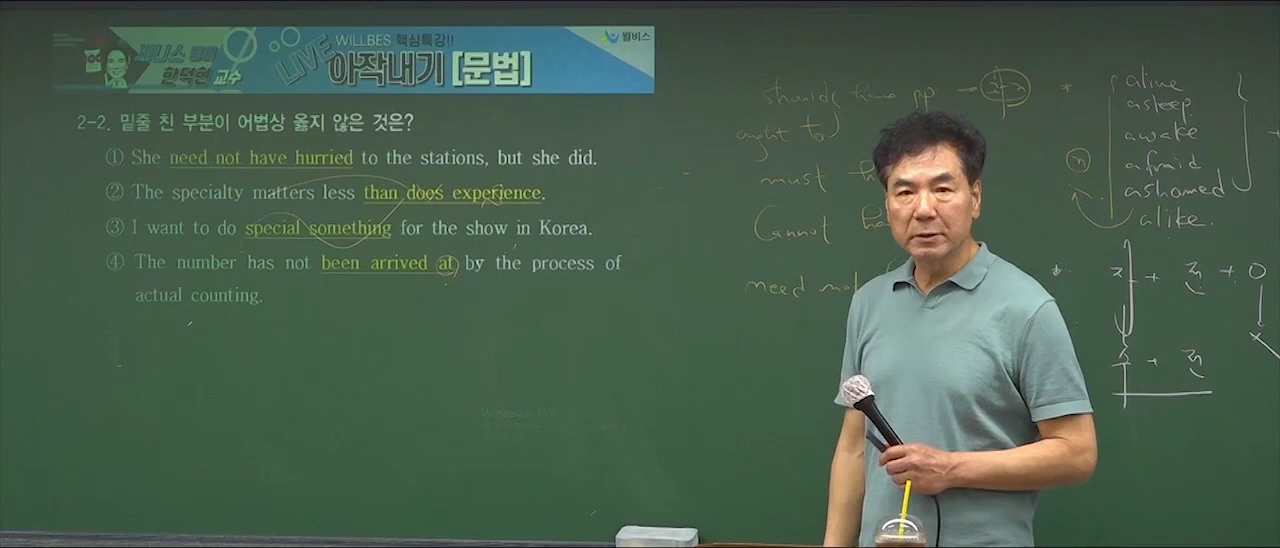 WILLBES 핵심특강!!
윌비스
LIVE
아작내기 [문법]
제니스 영어
한덕현 교수
2-2. 밑줄 친 부분이 어법상 옳지 않은 것은?
① She need not have hurried to the stations, but she did.
② The specialty matters less than does experience.
③ I want to do special something for the show in Korea.
④ The number has not been arrived at by the process of
actual counting.
should have pp
ought to
must
Cannot
need not
alive
asleep
awake
afraid
ashamed
alike.